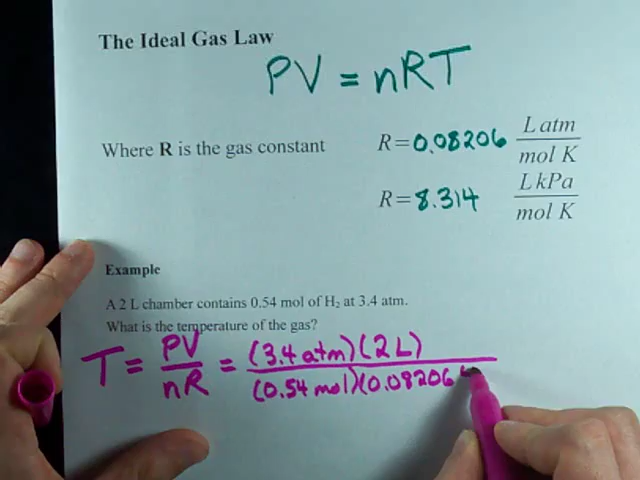 The Ideal Gas Law
PV = nRT
Where R is the gas constant
R = 0.08206 L atm / mol K
R = 8.314 L kPa / mol K
Example
A 2 L chamber contains 0.54 mol of H₂ at 3.4 atm.
What is the temperature of the gas?
T = PV / nR = (3.4 atm)(2L) / (0.54 mol)(0.08206